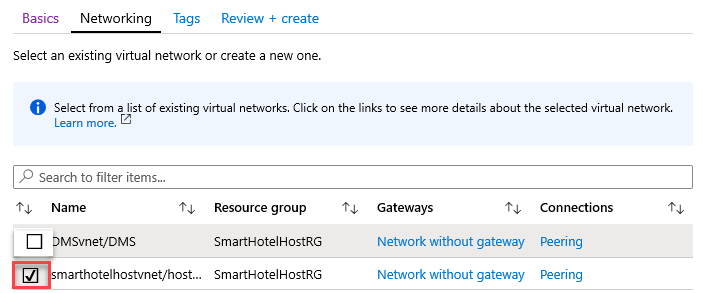 Basics Networking Tags Review + create
Select an existing virtual network or create a new one.
Select from a list of existing virtual networks. Click on the links to see more details about the selected virtual network.
Learn more.
Search to filter items...
Name Resource group Gateways Connections
DMSvnet/DMS SmartHotelHostRG Network without gateway Peering
smarthotelhostvnet/host... SmartHotelHostRG Network without gateway Peering